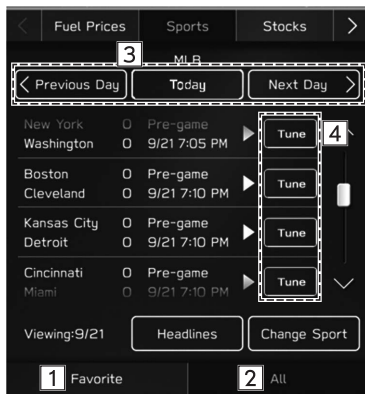 Fuel Prices Sports Stocks
3
MLB
Previous Day Today Next Day
New York 0 Pre-game
Washington 0 9/21 7:05 PM Tune 4
Boston 0 Pre-game
Cleveland 0 9/21 7:10 PM Tune
Kansas City 0 Pre-game
Detroit 0 9/21 7:10 PM Tune
Cincinnati 0 Pre-game
Miami 0 9/21 7:10 PM Tune
Viewing:9/21 Headlines Change Sport
1 Favorite 2 All